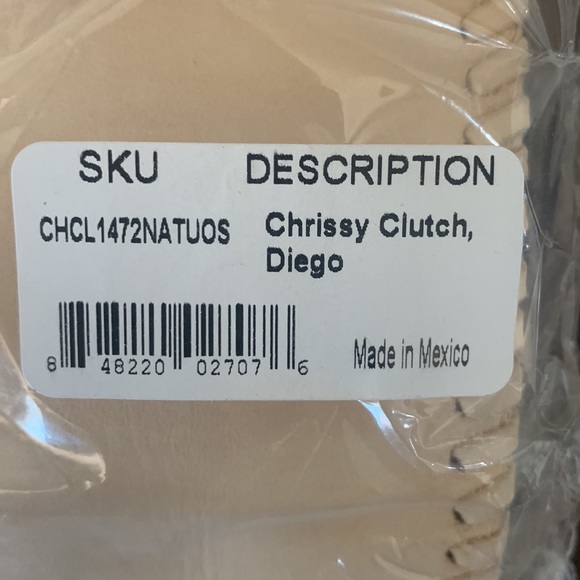 SKU DESCRIPTION
CHCL1472NATUOS Chrissy Clutch,
Diego
8 48220 02707 6 Made in Mexico